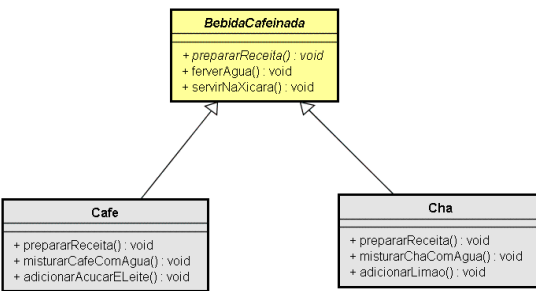 BebidaCafeinada
+ prepararReceita() : void
+ ferverAgua() : void
+ servirNaXicara() : void
Cafe
+ prepararReceita() : void
+ misturarCafeComAgua() : void
+ adicionarAcucarELeite() : void
Cha
+ prepararReceita() : void
+ misturarChaComAgua() : void
+ adicionarLimao() : void